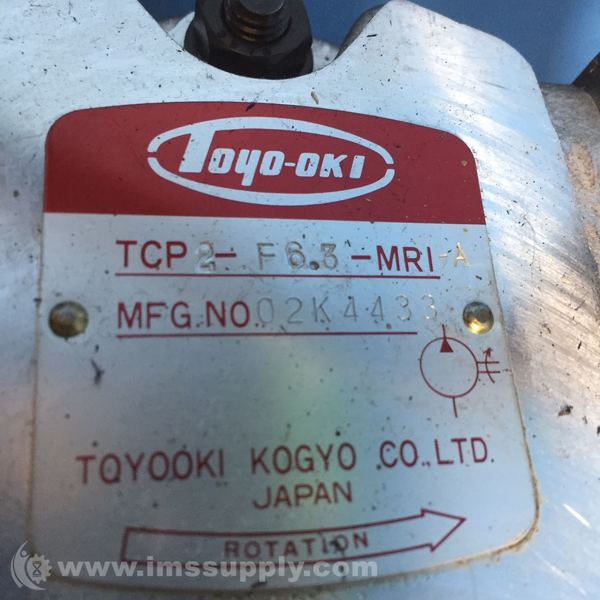 TOYO-OKI
TCP2-F6.3-MRI-A
MFG.NO.02K4433
TOYOOKI KOGYO CO.,LTD.
JAPAN
ROTATION
www.imssupply.com